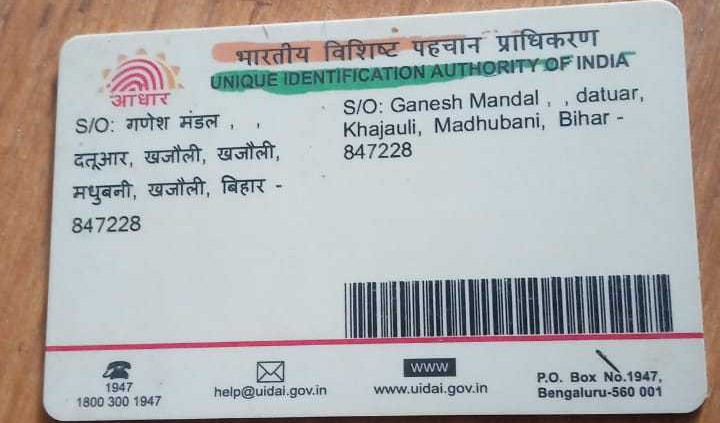 भारतीय विशिष्ट पहचान प्राधिकरण
UNIQUE IDENTIFICATION AUTHORITY OF INDIA
आधार
S/O: गणेश मंडल , ,
दतूआर, खजौली, खजौली,
मधुबनी, खजौली, बिहार -
847228
S/O: Ganesh Mandal , , datuar,
Khajauli, Madhubani, Bihar -
847228
1947
1800 300 1947
help@uidai.gov.in
www
www.uidai.gov.in
P.O. Box No.1947,
Bengaluru-560 001